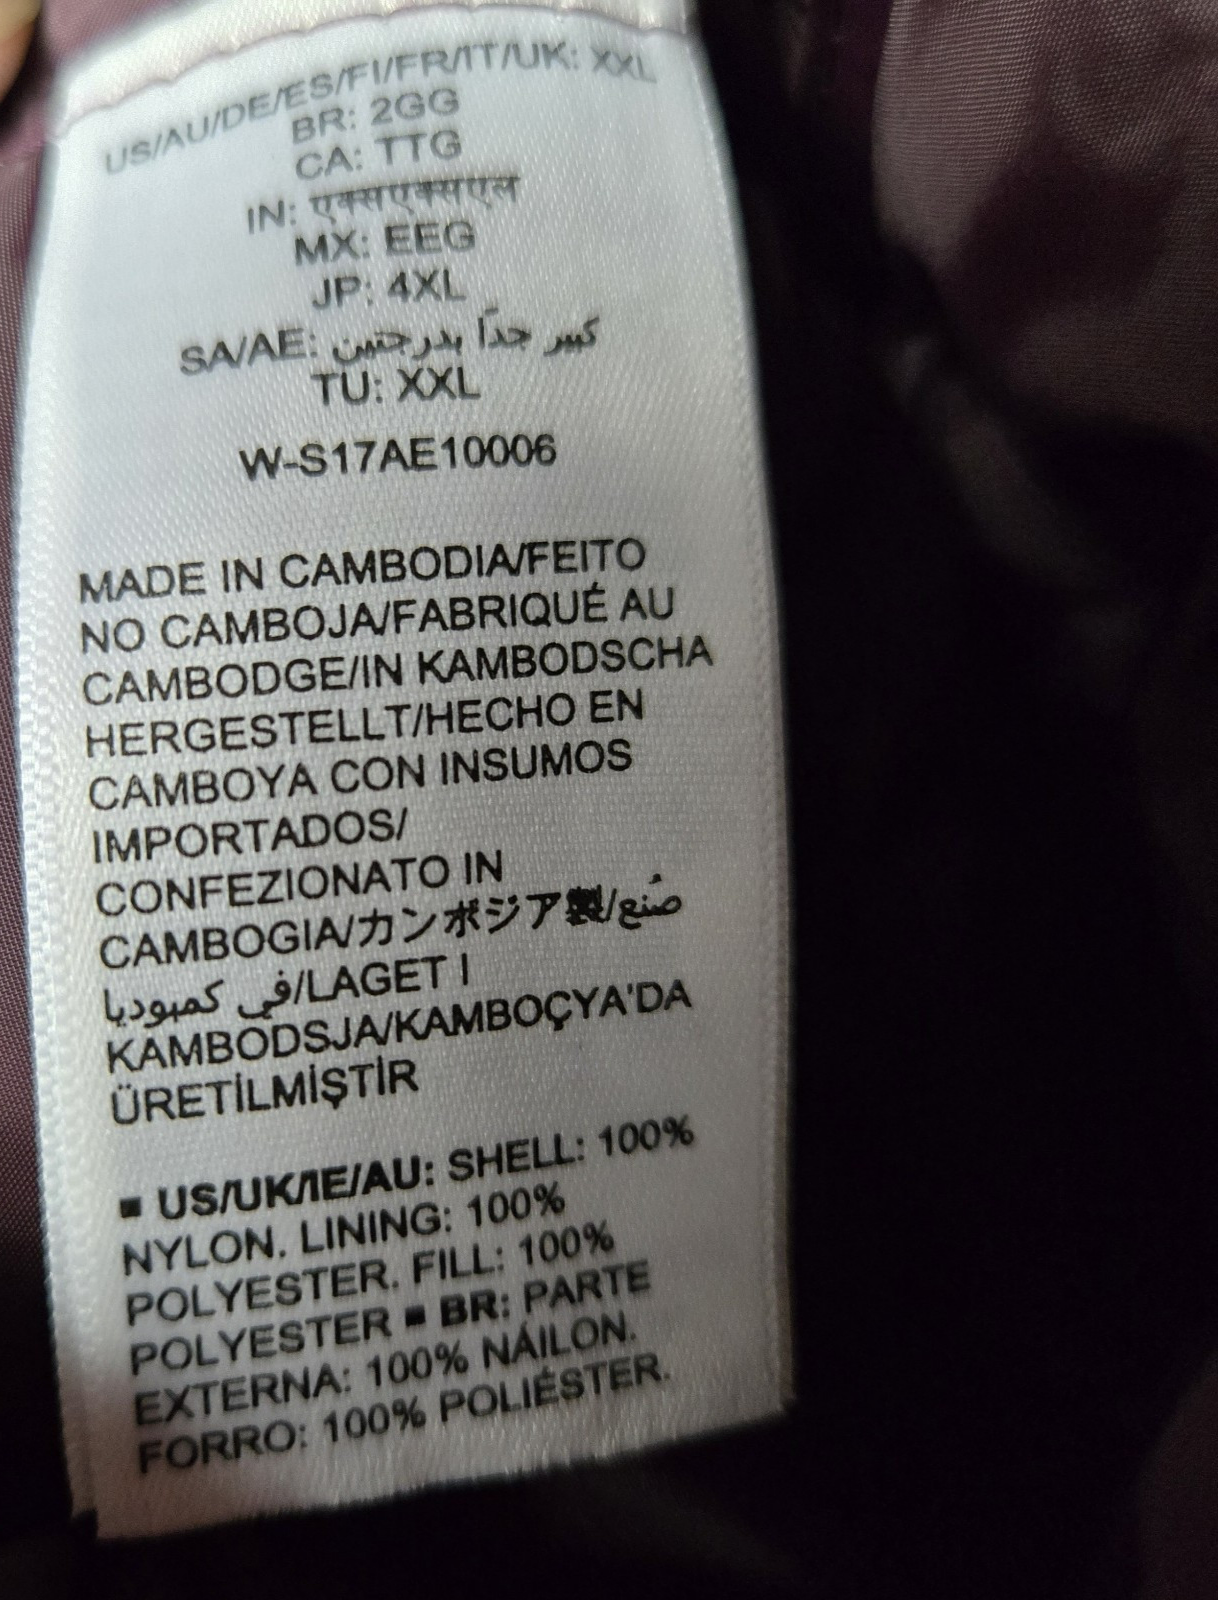 US/AU/DE/ES/FI/FR/IT/UK: XXL
BR: 2GG
CA: TTG
IN: एक्सएक्सएल
MX: EEG
JP: 4XL
SA/AE: كبير جدًا بدرجتين
TU: XXL
W-S17AE10006
MADE IN CAMBODIA/FEITO
NO CAMBOJA/FABRIQUÉ AU
CAMBODGE/IN KAMBODSCHA
HERGESTELLT/HECHO EN
CAMBOYA CON INSUMOS
IMPORTADOS/
CONFEZIONATO IN
CAMBOGIA/カンボジア製/صُنع
في كمبوديا/LAGET I
KAMBODSJA/KAMBOÇYA'DA
ÜRETİLMİŞTİR
▪ US/UK/IE/AU: SHELL: 100%
NYLON. LINING: 100%
POLYESTER. FILL: 100%
POLYESTER ▪ BR: PARTE
EXTERNA: 100% NÁILON.
FORRO: 100% POLIÉSTER.